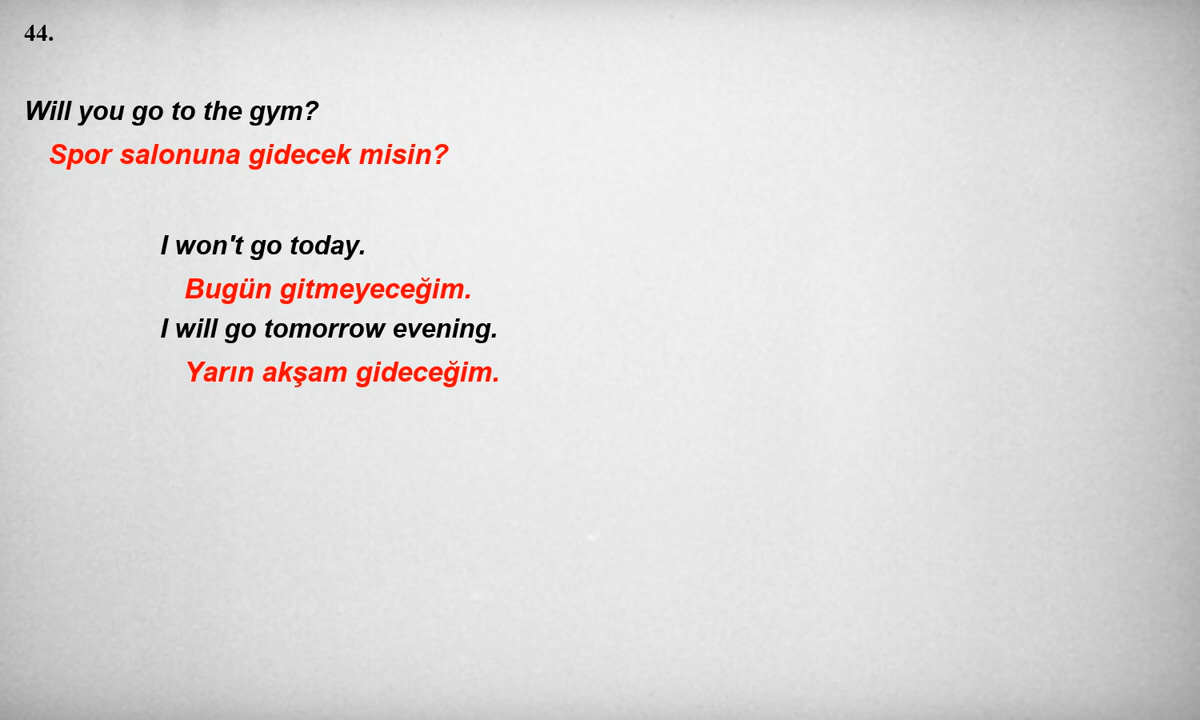 44.
Will you go to the gym?
Spor salonuna gidecek misin?
I won't go today.
Bugün gitmeyeceğim.
I will go tomorrow evening.
Yarın akşam gideceğim.